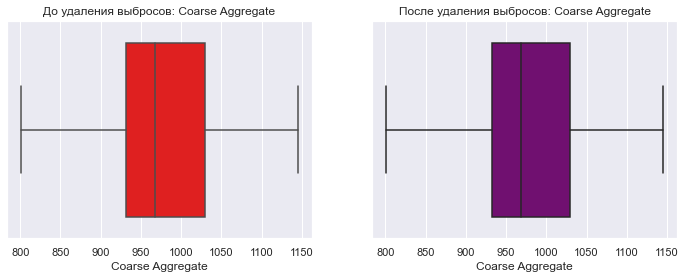 До удаления выбросов: Coarse Aggregate
После удаления выбросов: Coarse Aggregate
800 850 900 950 1000 1050 1100 1150
800 850 900 950 1000 1050 1100 1150
Coarse Aggregate
Coarse Aggregate